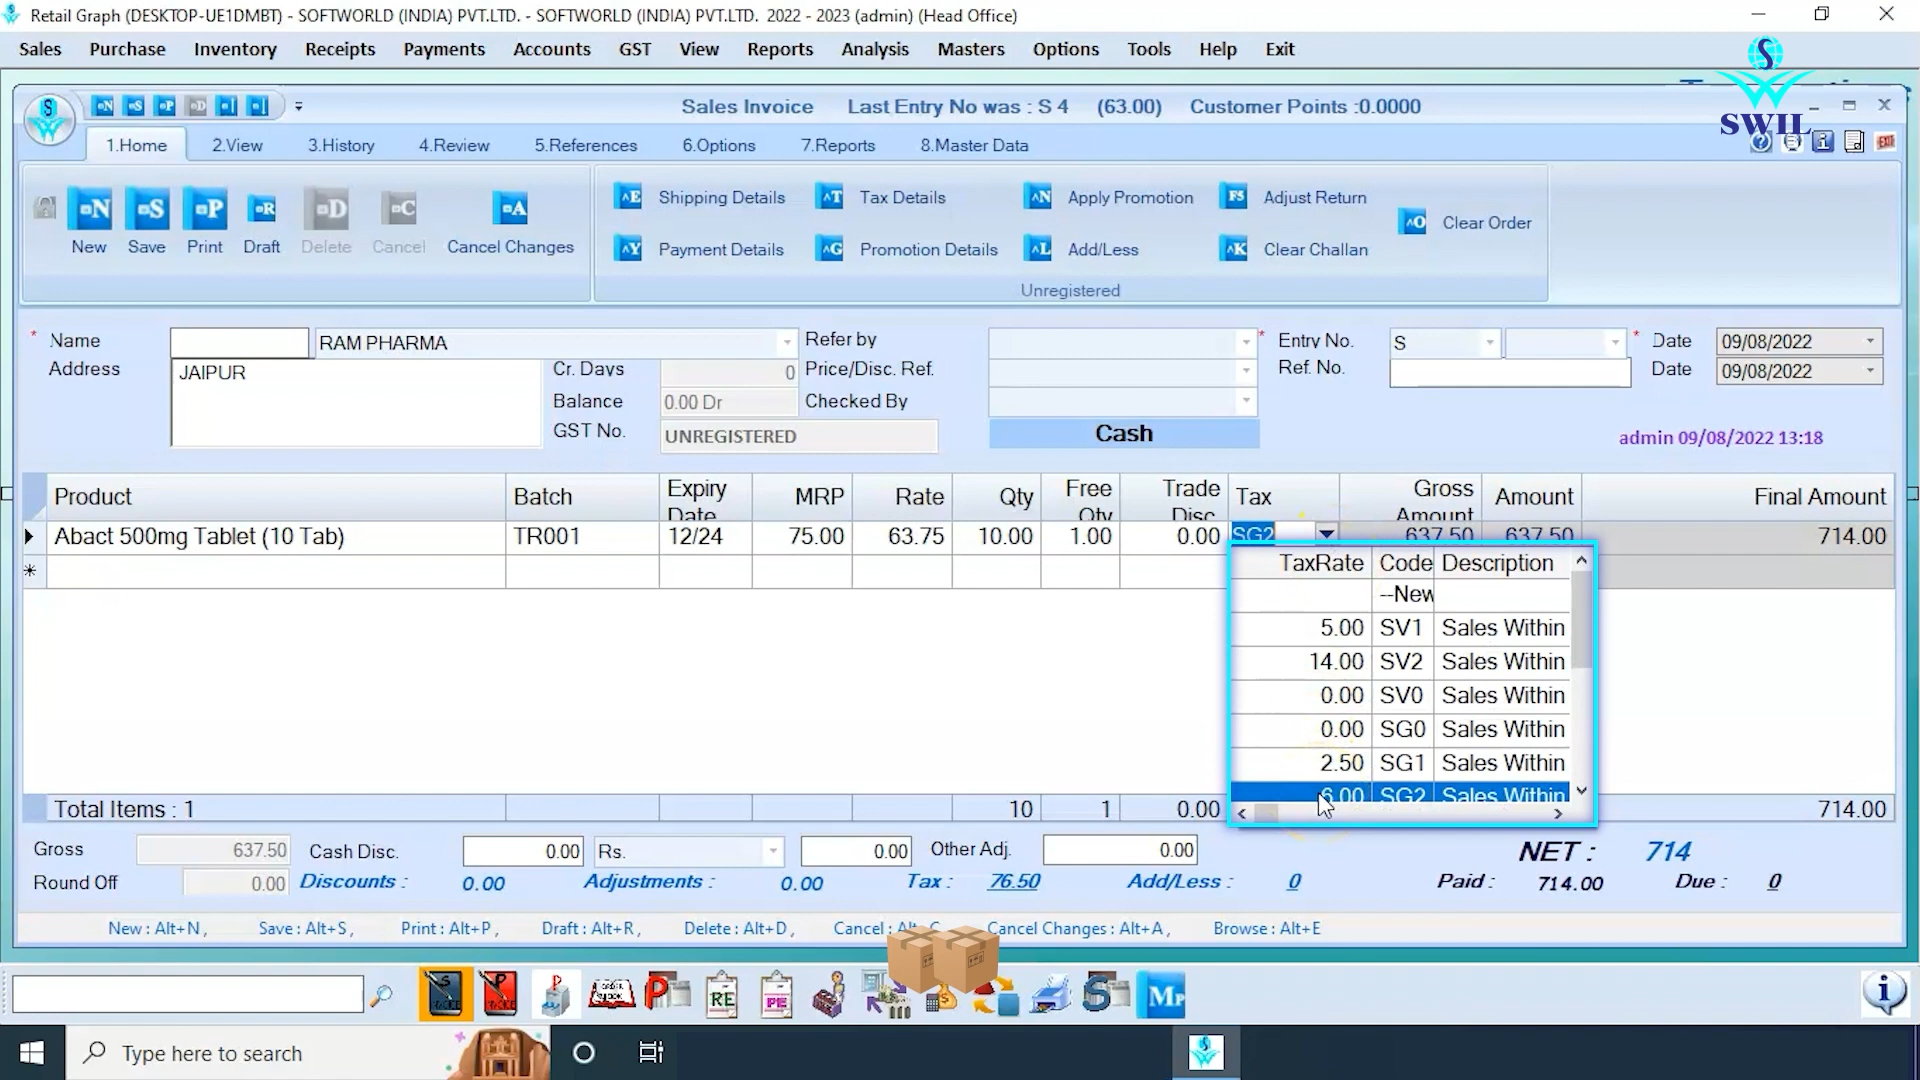 Retail Graph (DESKTOP-UE1DMBT) - SOFTWORLD (INDIA) PVT.LTD. - SOFTWORLD (INDIA) PVT.LTD. 2022 - 2023 (admin) (Head Office)
Sales Purchase Inventory Receipts Payments Accounts GST View Reports Analysis Masters Options Tools Help Exit
Sales Invoice Last Entry No was : S 4 (63.00) Customer Points :0.0000
SWIL
1.Home 2.View 3.History 4.Review 5.References 6.Options 7.Reports 8.Master Data
^E Shipping Details ^T Tax Details ^N Apply Promotion F5 Adjust Return
N S P R D C A
^O Clear Order
New Save Print Draft Delete Cancel Cancel Changes
^Y Payment Details ^G Promotion Details ^L Add/Less ^K Clear Challan
Unregistered
* Name RAM PHARMA Refer by * Entry No. S * Date 09/08/2022
Address JAIPUR Cr. Days 0 Price/Disc. Ref. Ref. No. Date 09/08/2022
Balance 0.00 Dr Checked By
GST No. UNREGISTERED Cash admin 09/08/2022 13:18
Product Batch Expiry Date MRP Rate Qty Free Qty Trade Disc. Tax Gross Amount Amount Final Amount
Abact 500mg Tablet (10 Tab) TR001 12/24 75.00 63.75 10.00 1.00 0.00 SG2 637.50 637.50 714.00
TaxRate Code Description
--New
5.00 SV1 Sales Within
14.00 SV2 Sales Within
0.00 SV0 Sales Within
0.00 SG0 Sales Within
2.50 SG1 Sales Within
6.00 SG2 Sales Within
Total Items : 1 10 1 0.00 714.00
Gross 637.50 Cash Disc. 0.00 Rs. 0.00 Other Adj. 0.00 NET : 714
Round Off 0.00 Discounts : 0.00 Adjustments : 0.00 Tax : 76.50 Add/Less : 0 Paid : 714.00 Due : 0
New : Alt+N , Save : Alt+S , Print : Alt+P , Draft : Alt+R , Delete : Alt+D , Cancel : Cancel Changes : Alt+A , Browse : Alt+E
S P P P RE PE S Mp
Type here to search